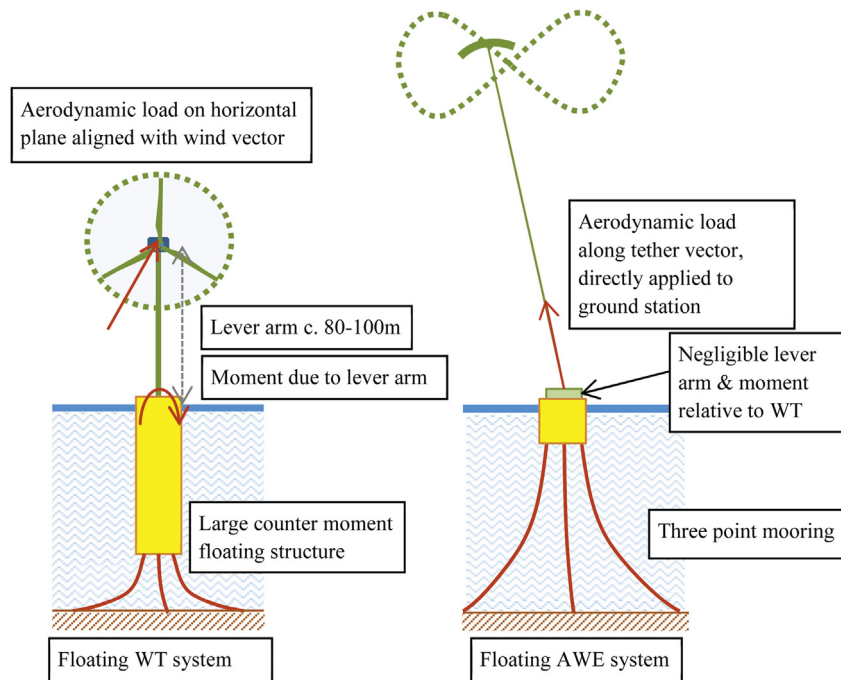 Aerodynamic load on horizontal
plane aligned with wind vector
Lever arm c. 80-100m
Moment due to lever arm
Large counter moment
floating structure
Floating WT system
Aerodynamic load
along tether vector,
directly applied to
ground station
Negligible lever
arm & moment
relative to WT
Three point mooring
Floating AWE system